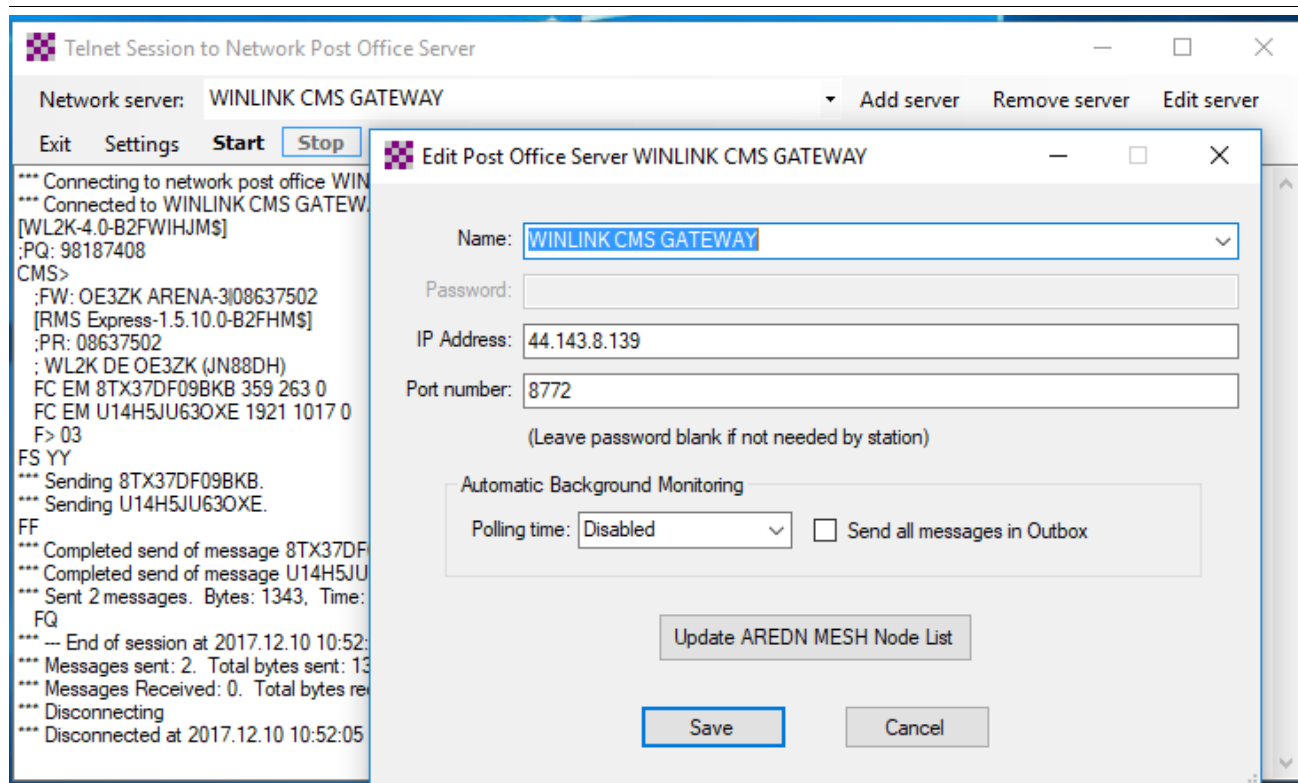 Telnet Session to Network Post Office Server
Network server: WINLINK CMS GATEWAY Add server Remove server Edit server
Exit Settings Start Stop
*** Connecting to network post office WIN
*** Connected to WINLINK CMS GATEW
[WL2K-4.0-B2FWIHJM$]
;PQ: 98187408
CMS>
;FW: OE3ZK ARENA-3|08637502
[RMS Express-1.5.10.0-B2FHM$]
;PR: 08637502
; WL2K DE OE3ZK (JN88DH)
FC EM 8TX37DF09BKB 359 263 0
FC EM U14H5JU63OXE 1921 1017 0
F> 03
FS YY
*** Sending 8TX37DF09BKB.
*** Sending U14H5JU63OXE.
FF
*** Completed send of message 8TX37DF
*** Completed send of message U14H5JU
*** Sent 2 messages. Bytes: 1343, Time:
FQ
*** --- End of session at 2017.12.10 10:52:
*** Messages sent: 2. Total bytes sent: 13
*** Messages Received: 0. Total bytes re
*** Disconnecting
*** Disconnected at 2017.12.10 10:52:05
Edit Post Office Server WINLINK CMS GATEWAY
Name: WINLINK CMS GATEWAY
Password:
IP Address: 44.143.8.139
Port number: 8772
(Leave password blank if not needed by station)
Automatic Background Monitoring
Polling time: Disabled Send all messages in Outbox
Update AREDN MESH Node List
Save Cancel